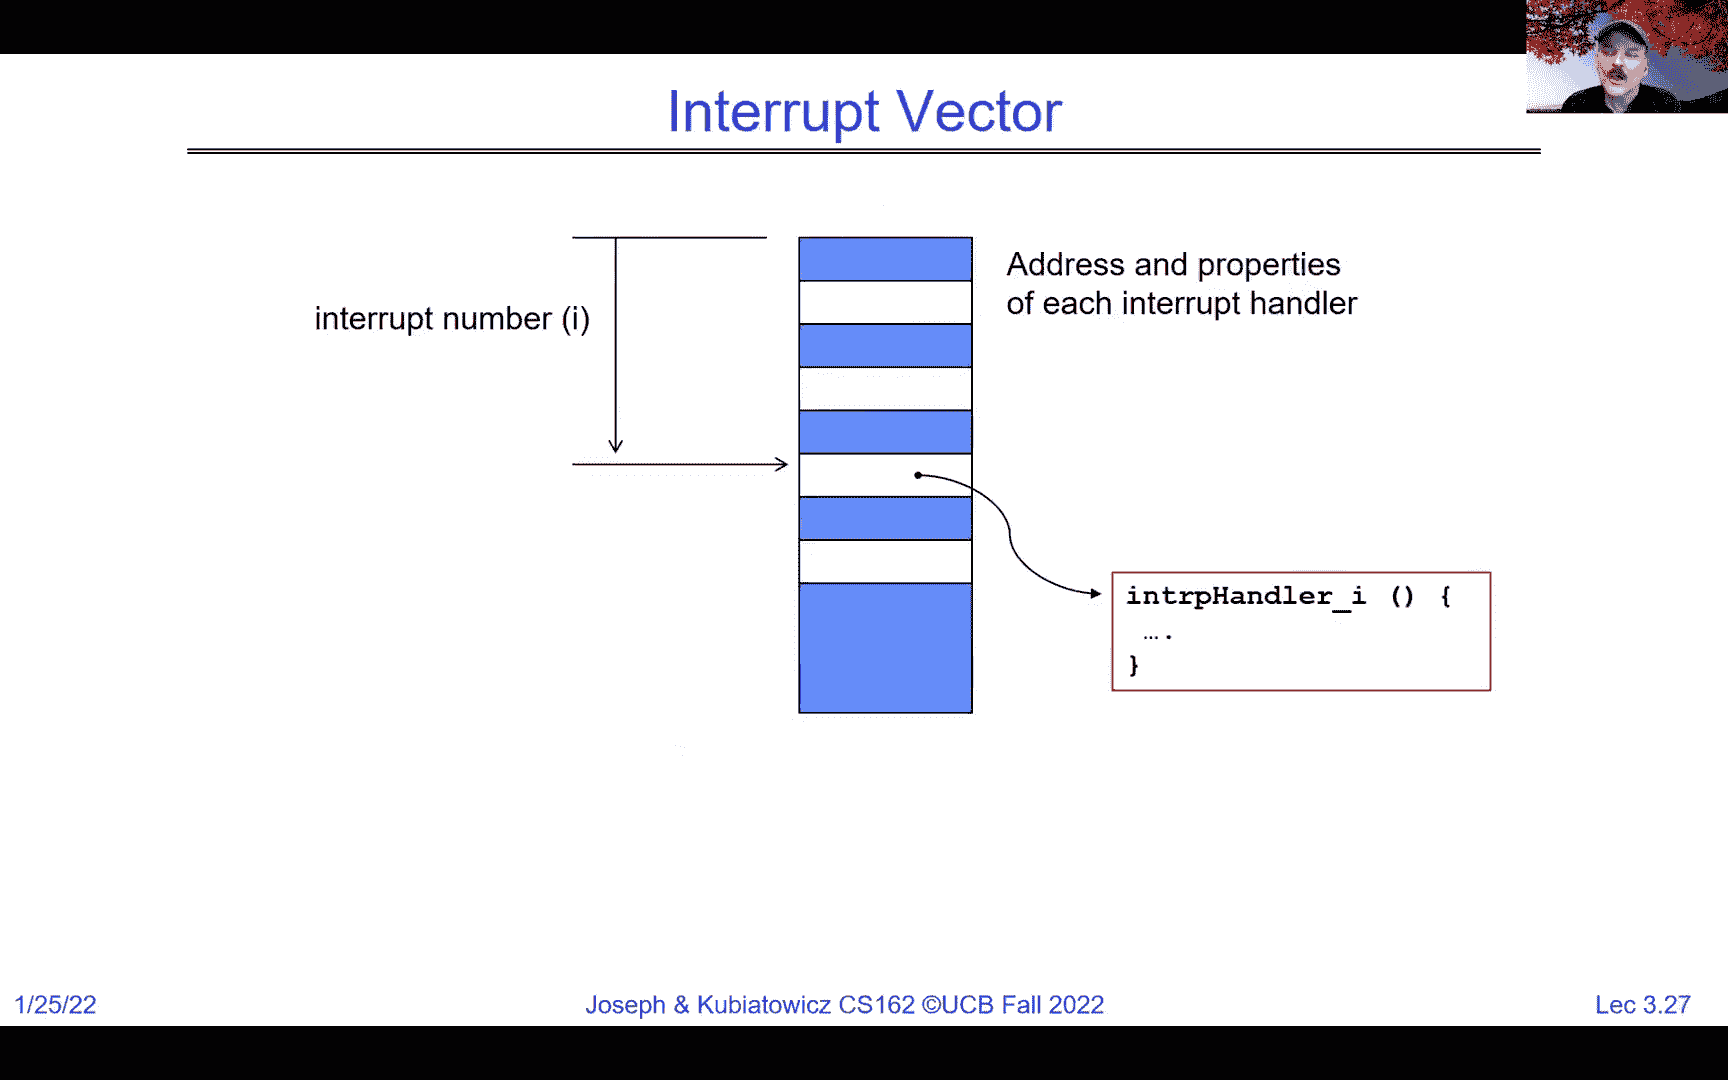 Interrupt Vector
interrupt number (i)
Address and properties
of each interrupt handler
intrpHandler_i () {
….
}
1/25/22
Joseph & Kubiatowicz CS162 ©UCB Fall 2022
Lec 3.27